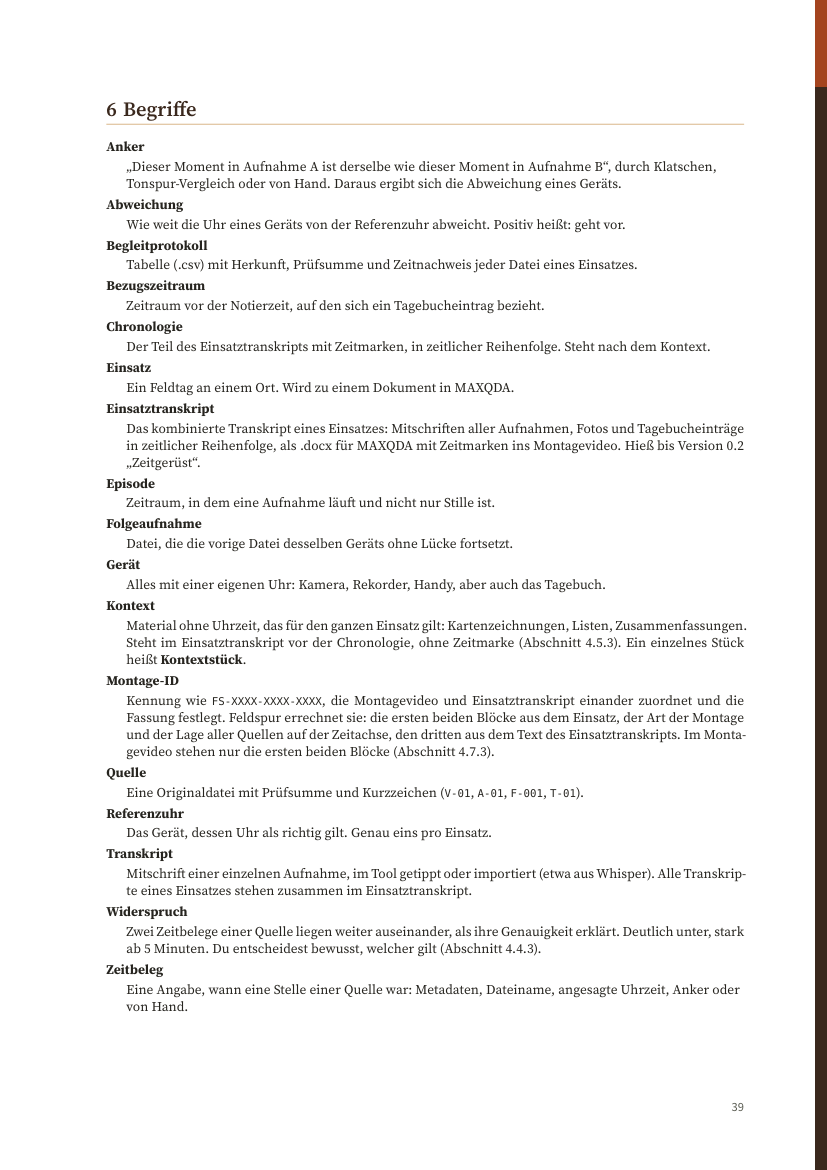 6 Begriffe
Anker
„Dieser Moment in Aufnahme A ist derselbe wie dieser Moment in Aufnahme B“, durch Klatschen,
Tonspur-Vergleich oder von Hand. Daraus ergibt sich die Abweichung eines Geräts.
Abweichung
Wie weit die Uhr eines Geräts von der Referenzuhr abweicht. Positiv heißt: geht vor.
Begleitprotokoll
Tabelle (.csv) mit Herkunft, Prüfsumme und Zeitnachweis jeder Datei eines Einsatzes.
Bezugszeitraum
Zeitraum vor der Notierzeit, auf den sich ein Tagebucheintrag bezieht.
Chronologie
Der Teil des Einsatztranskripts mit Zeitmarken, in zeitlicher Reihenfolge. Steht nach dem Kontext.
Einsatz
Ein Feldtag an einem Ort. Wird zu einem Dokument in MAXQDA.
Einsatztranskript
Das kombinierte Transkript eines Einsatzes: Mitschriften aller Aufnahmen, Fotos und Tagebucheinträge
in zeitlicher Reihenfolge, als .docx für MAXQDA mit Zeitmarken ins Montagevideo. Hieß bis Version 0.2
„Zeitgerüst“.
Episode
Zeitraum, in dem eine Aufnahme läuft und nicht nur Stille ist.
Folgeaufnahme
Datei, die die vorige Datei desselben Geräts ohne Lücke fortsetzt.
Gerät
Alles mit einer eigenen Uhr: Kamera, Rekorder, Handy, aber auch das Tagebuch.
Kontext
Material ohne Uhrzeit, das für den ganzen Einsatz gilt: Kartenzeichnungen, Listen, Zusammenfassungen.
Steht im Einsatztranskript vor der Chronologie, ohne Zeitmarke (Abschnitt 4.5.3). Ein einzelnes Stück
heißt Kontextstück.
Montage-ID
Kennung wie FS-XXXX-XXXX-XXXX, die Montagevideo und Einsatztranskript einander zuordnet und die
Fassung festlegt. Feldspur errechnet sie: die ersten beiden Blöcke aus dem Einsatz, der Art der Montage
und der Lage aller Quellen auf der Zeitachse, den dritten aus dem Text des Einsatztranskripts. Im Monta-
gevideo stehen nur die ersten beiden Blöcke (Abschnitt 4.7.3).
Quelle
Eine Originaldatei mit Prüfsumme und Kurzzeichen (V-01, A-01, F-001, T-01).
Referenzuhr
Das Gerät, dessen Uhr als richtig gilt. Genau eins pro Einsatz.
Transkript
Mitschrift einer einzelnen Aufnahme, im Tool getippt oder importiert (etwa aus Whisper). Alle Transkrip-
te eines Einsatzes stehen zusammen im Einsatztranskript.
Widerspruch
Zwei Zeitbelege einer Quelle liegen weiter auseinander, als ihre Genauigkeit erklärt. Deutlich unter, stark
ab 5 Minuten. Du entscheidest bewusst, welcher gilt (Abschnitt 4.4.3).
Zeitbeleg
Eine Angabe, wann eine Stelle einer Quelle war: Metadaten, Dateiname, angesagte Uhrzeit, Anker oder
von Hand.
39